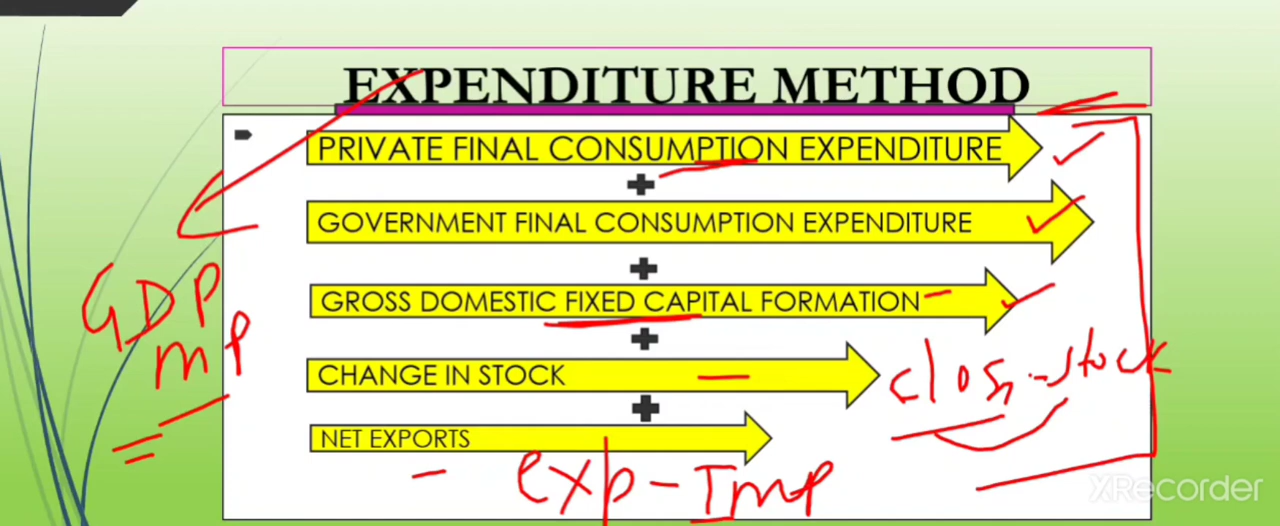 EXPENDITURE METHOD
PRIVATE FINAL CONSUMPTION EXPENDITURE
+
GOVERNMENT FINAL CONSUMPTION EXPENDITURE
+
GROSS DOMESTIC FIXED CAPITAL FORMATION
+
CHANGE IN STOCK
+
NET EXPORTS
GDP
MP
stock
exp - Imp
XRecorder